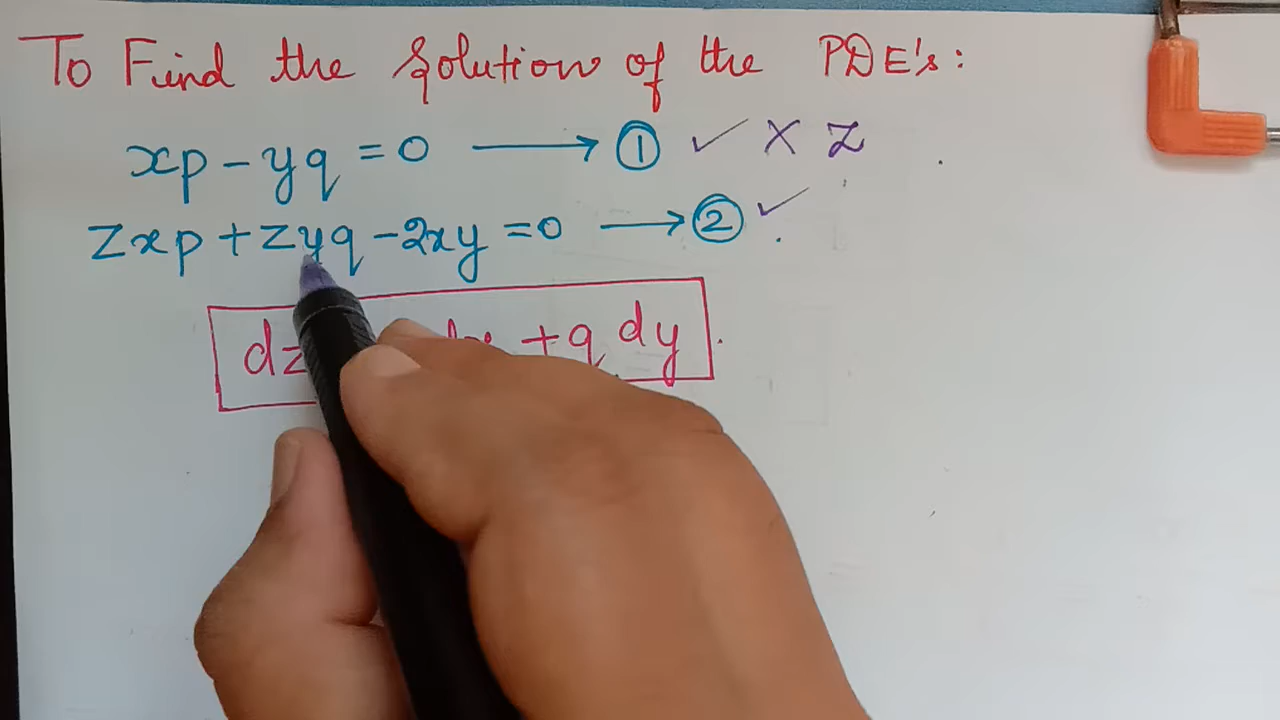 To Find the Solution of the PDE's:
xp - yq = 0 → ① ✓ X Z
zxp + zyq - 2xy = 0 → ② ✓
dz + q dy